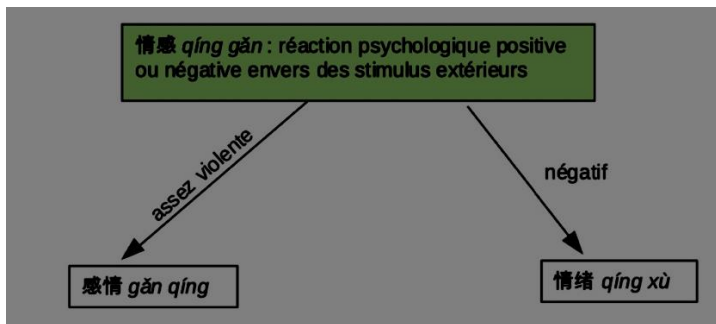 情感 qíng gǎn : réaction psychologique positive
ou négative envers des stimulus extérieurs
assez violente
négatif
感情 gǎn qíng
情绪 qíng xù